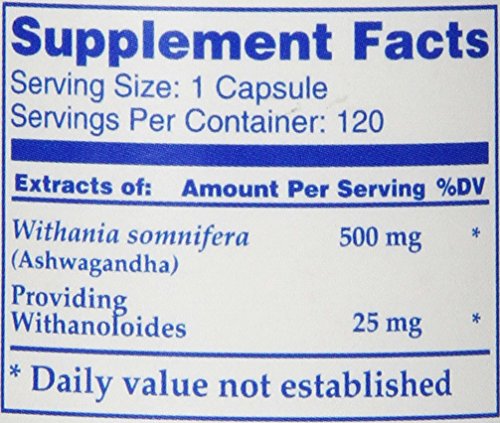 Supplement Facts
Serving Size: 1 Capsule
Servings Per Container: 120
Extracts of: Amount Per Serving %DV
Withania somnifera 500 mg *
(Ashwagandha)
Providing
Withanoloides 25 mg *
* Daily value not established